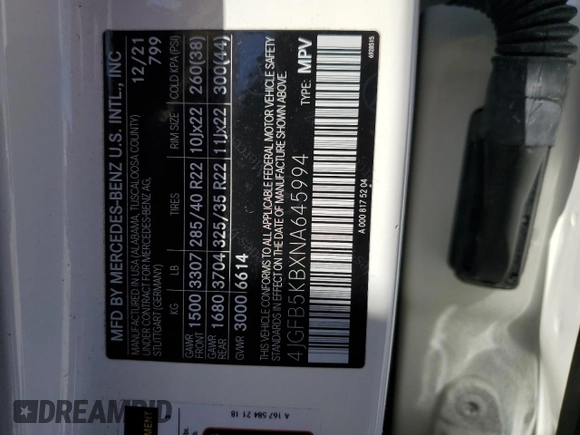 MFD BY MERCEDES-BENZ U.S. INTL., INC
12/21
MANUFACTURED IN USA (ALABAMA, TUSCALOOSA COUNTY)
799
UNDER CONTRACT FOR MERCEDES-BENZ AG,
STUTTGART (GERMANY)
KG LB TIRES RIM SIZE COLD KPA (PSI)
GAWR FRONT 1500 3307 285/40 R22 10Jx22 260(38)
GAWR REAR 1680 3704 325/35 R22 11Jx22 300(44)
GVWR 3000 6614
THIS VEHICLE CONFORMS TO ALL APPLICABLE FEDERAL MOTOR VEHICLE SAFETY
STANDARDS IN EFFECT ON THE DATE OF MANUFACTURE SHOWN ABOVE.
4JGFB5KBXNA645994
TYPE: MPV
A 000 817 52 04
6928515
A 167 584 21 18
DREAMBID